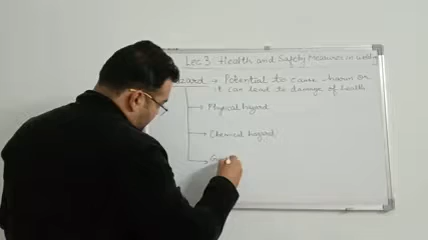 Lec 3 Health and Safety Measures in
zard → Potential to cause harm or
it can lead to damage of health
→ Physical hazard
→ Chemical hazard